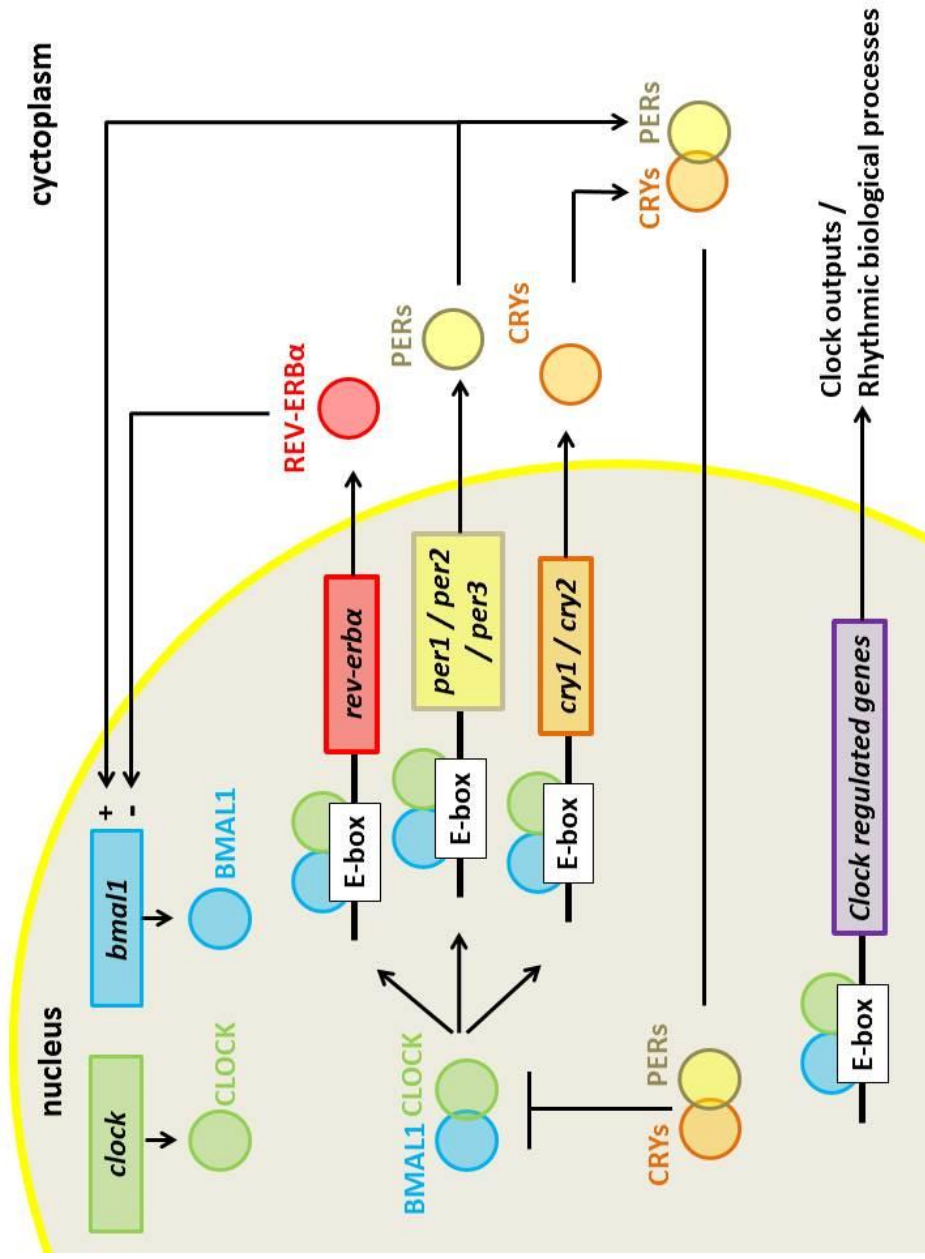 cyctoplasm
nucleus
clock
bmal1
+
-
CLOCK
BMAL1
REV-ERBα
E-box
rev-erbα
BMAL1 CLOCK
E-box
per1 / per2
/ per3
PERs
E-box
cry1 / cry2
CRYs
CRYs
PERs
CRYs
PERs
E-box
Clock regulated genes
Clock outputs /
Rhythmic biological processes